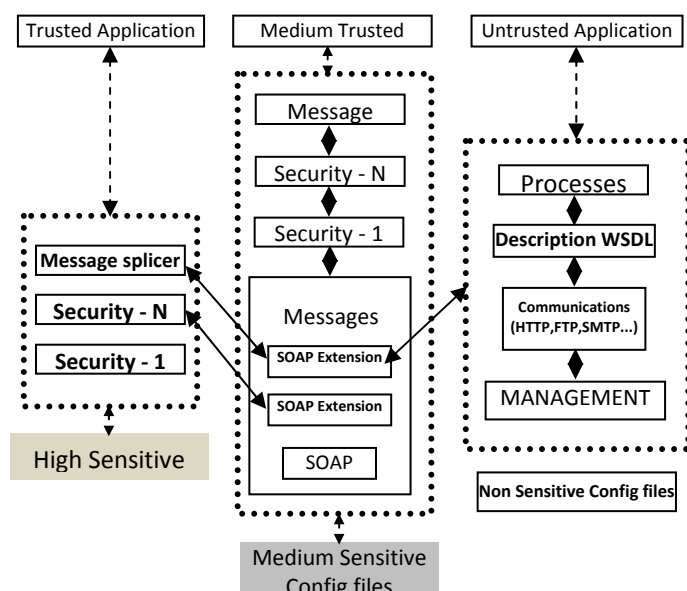 Trusted Application
Medium Trusted
Untrusted Application
Message
Security - N
Security - 1
Messages
SOAP Extension
SOAP Extension
SOAP
Message splicer
Security - N
Security - 1
High Sensitive
Medium Sensitive
Config files
Processes
Description WSDL
Communications
(HTTP,FTP,SMTP...)
MANAGEMENT
Non Sensitive Config files